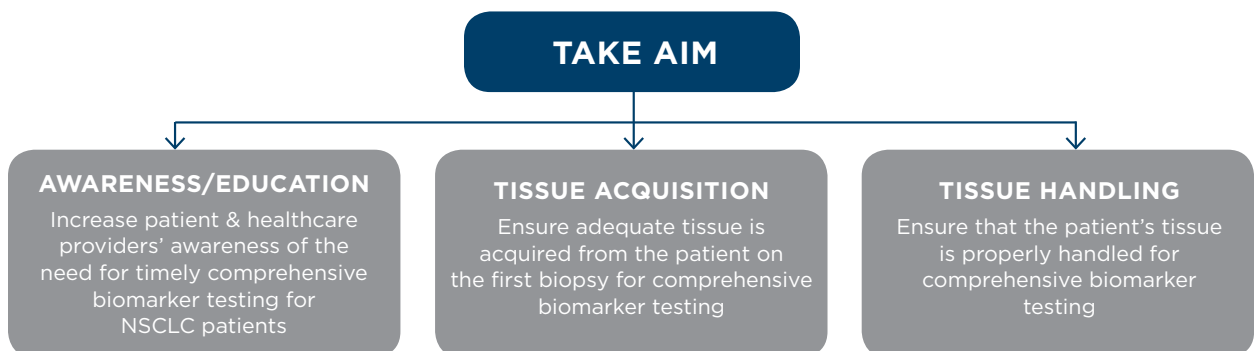 TAKE AIM
AWARENESS/EDUCATION
Increase patient & healthcare
providers’ awareness of the
need for timely comprehensive
biomarker testing for
NSCLC patients
TISSUE ACQUISITION
Ensure adequate tissue is
acquired from the patient on
the first biopsy for comprehensive
biomarker testing
TISSUE HANDLING
Ensure that the patient’s tissue
is properly handled for
comprehensive biomarker
testing